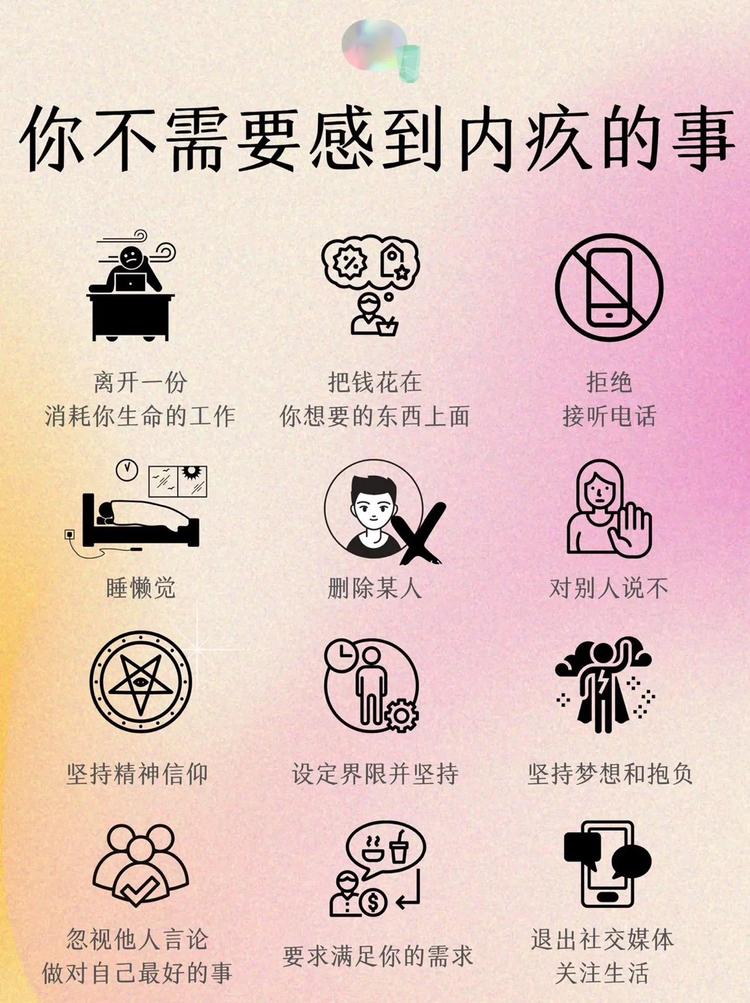 你不需要感到内疚的事
离开一份
消耗你生命的工作
把钱花在
你想要的东西上面
拒绝
接听电话
睡懒觉
删除某人
对别人说不
坚持精神信仰
设定界限并坚持
坚持梦想和抱负
忽视他人言论
做对自己最好的事
要求满足你的需求
退出社交媒体
关注生活